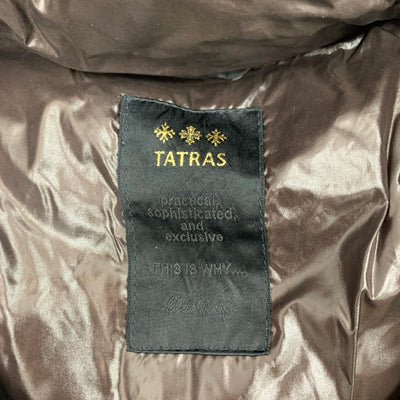 TATRAS
practical,
sophisticated,
and
exclusive
THIS IS WHY...